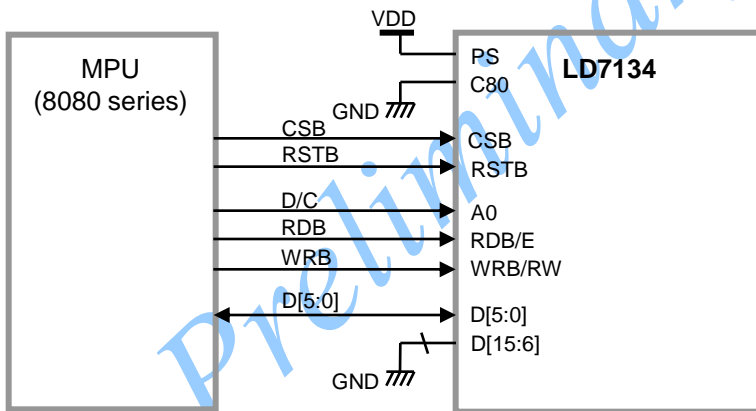 VDD
MPU
(8080 series)
PS
LD7134
C80
GND
CSB
CSB
RSTB
RSTB
D/C
A0
RDB
RDB/E
WRB
WRB/RW
D[5:0]
D[5:0]
D[15:6]
GND